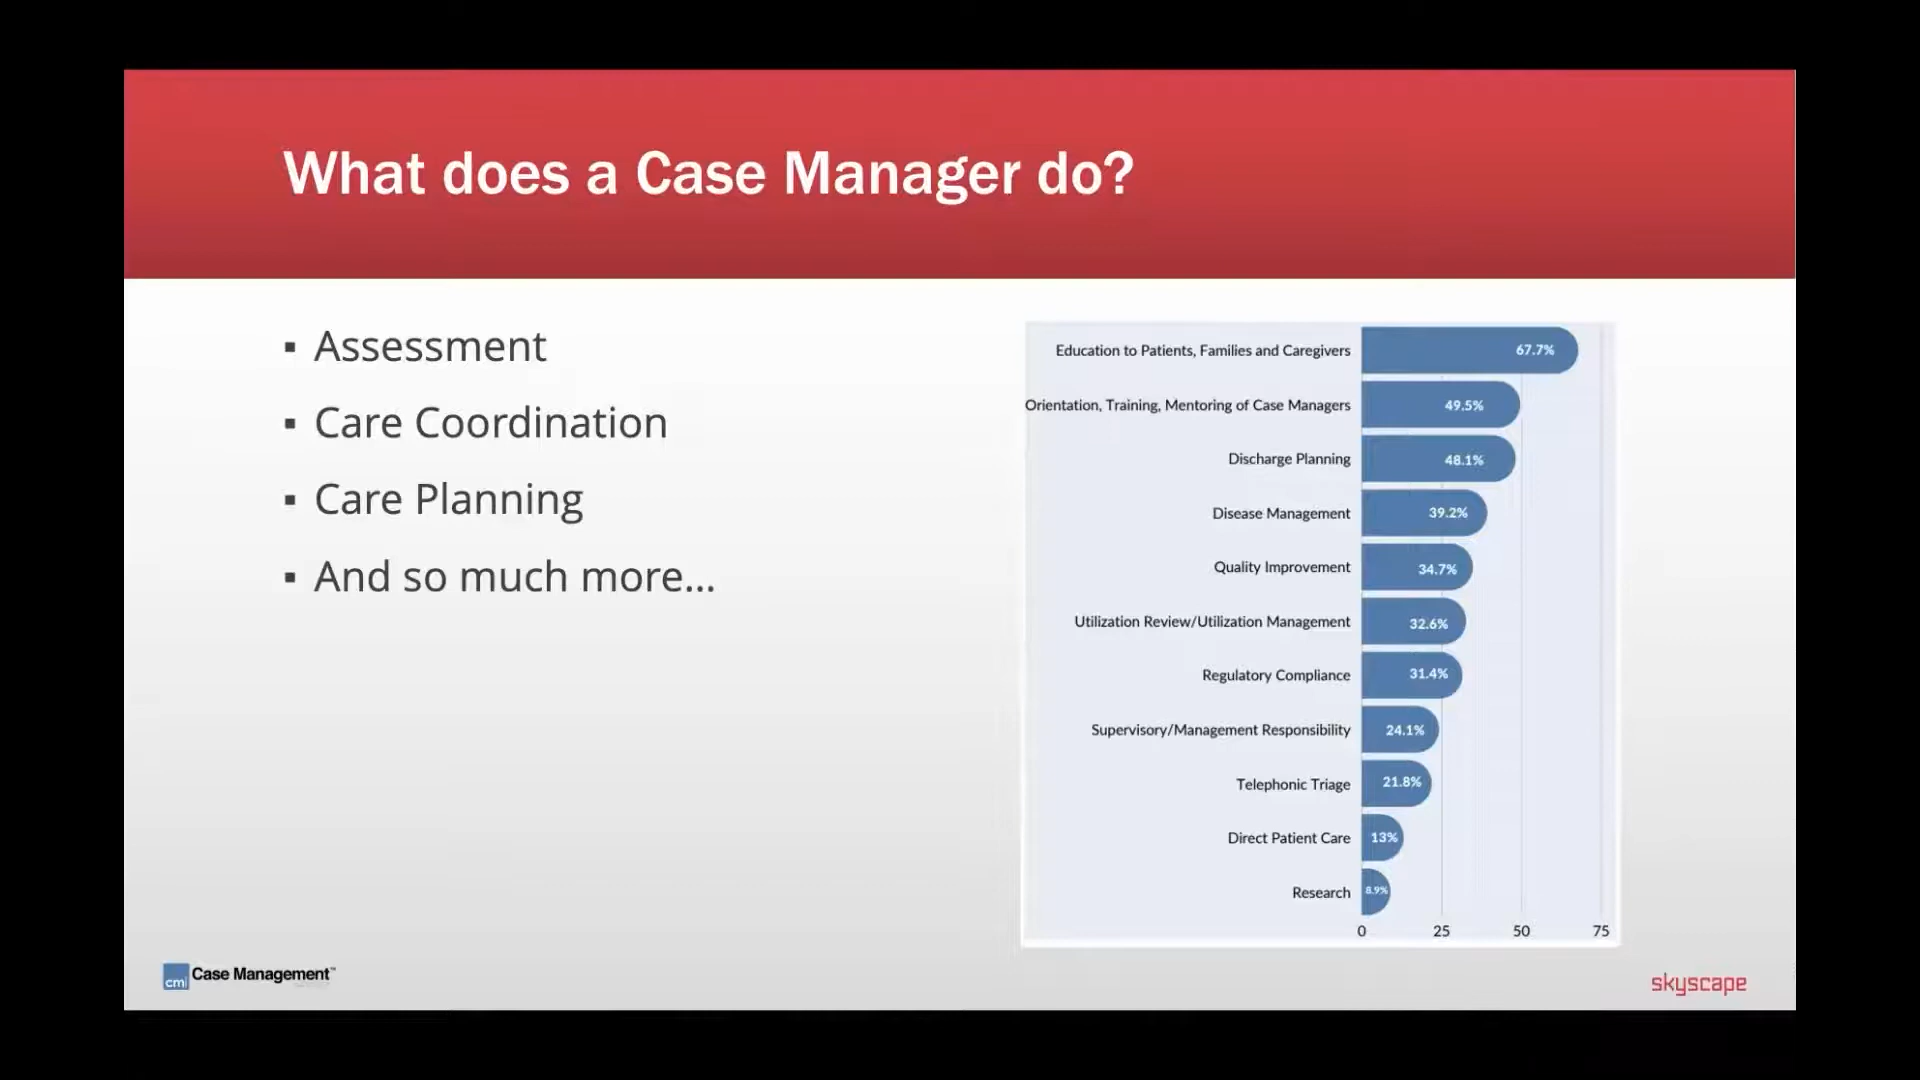 What does a Case Manager do?
▪ Assessment
▪ Care Coordination
▪ Care Planning
▪ And so much more...
Education to Patients, Families and Caregivers 67.7%
Orientation, Training, Mentoring of Case Managers 49.5%
Discharge Planning 48.1%
Disease Management 39.2%
Quality Improvement 34.7%
Utilization Review/Utilization Management 32.6%
Regulatory Compliance 31.4%
Supervisory/Management Responsibility 24.1%
Telephonic Triage 21.8%
Direct Patient Care 13%
Research 8.9%
0 25 50 75
cmi Case Management™
skyscape